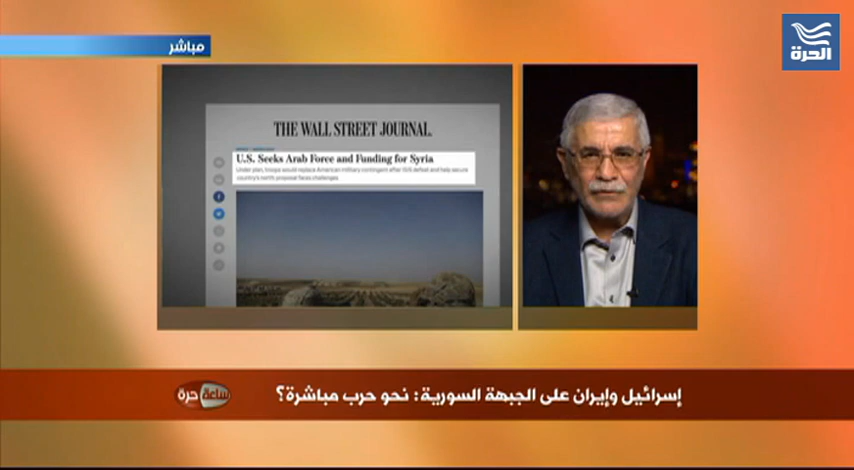 مباشر
الحرة
THE WALL STREET JOURNAL.
U.S. Seeks Arab Force and Funding for Syria
Under plan, troops would replace American military contingent after ISIS defeat and help secure
country's north; proposal faces challenges
إسرائيل وإيران على الجبهة السورية: نحو حرب مباشرة؟
ساعة حرة